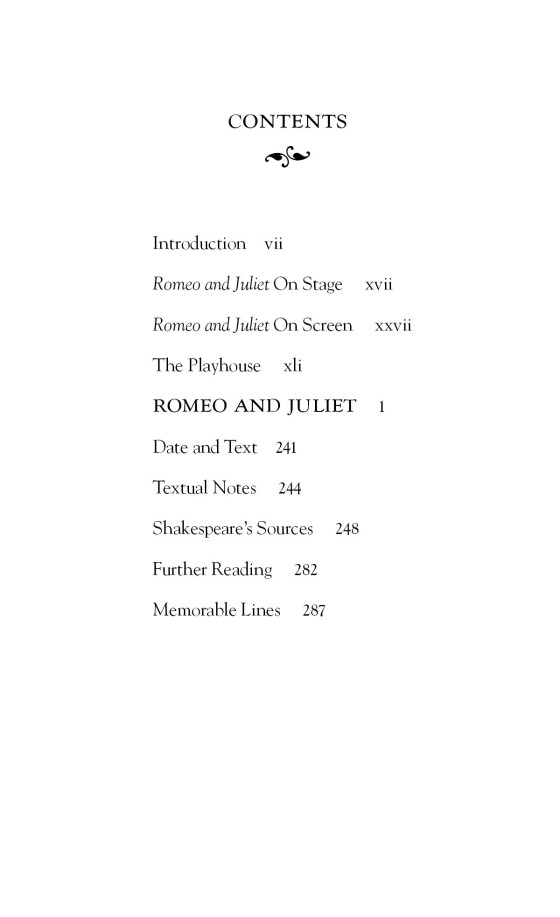 CONTENTS
Introduction vii
Romeo and Juliet On Stage xvii
Romeo and Juliet On Screen xxvii
The Playhouse xli
ROMEO AND JULIET 1
Date and Text 241
Textual Notes 244
Shakespeare's Sources 248
Further Reading 282
Memorable Lines 287